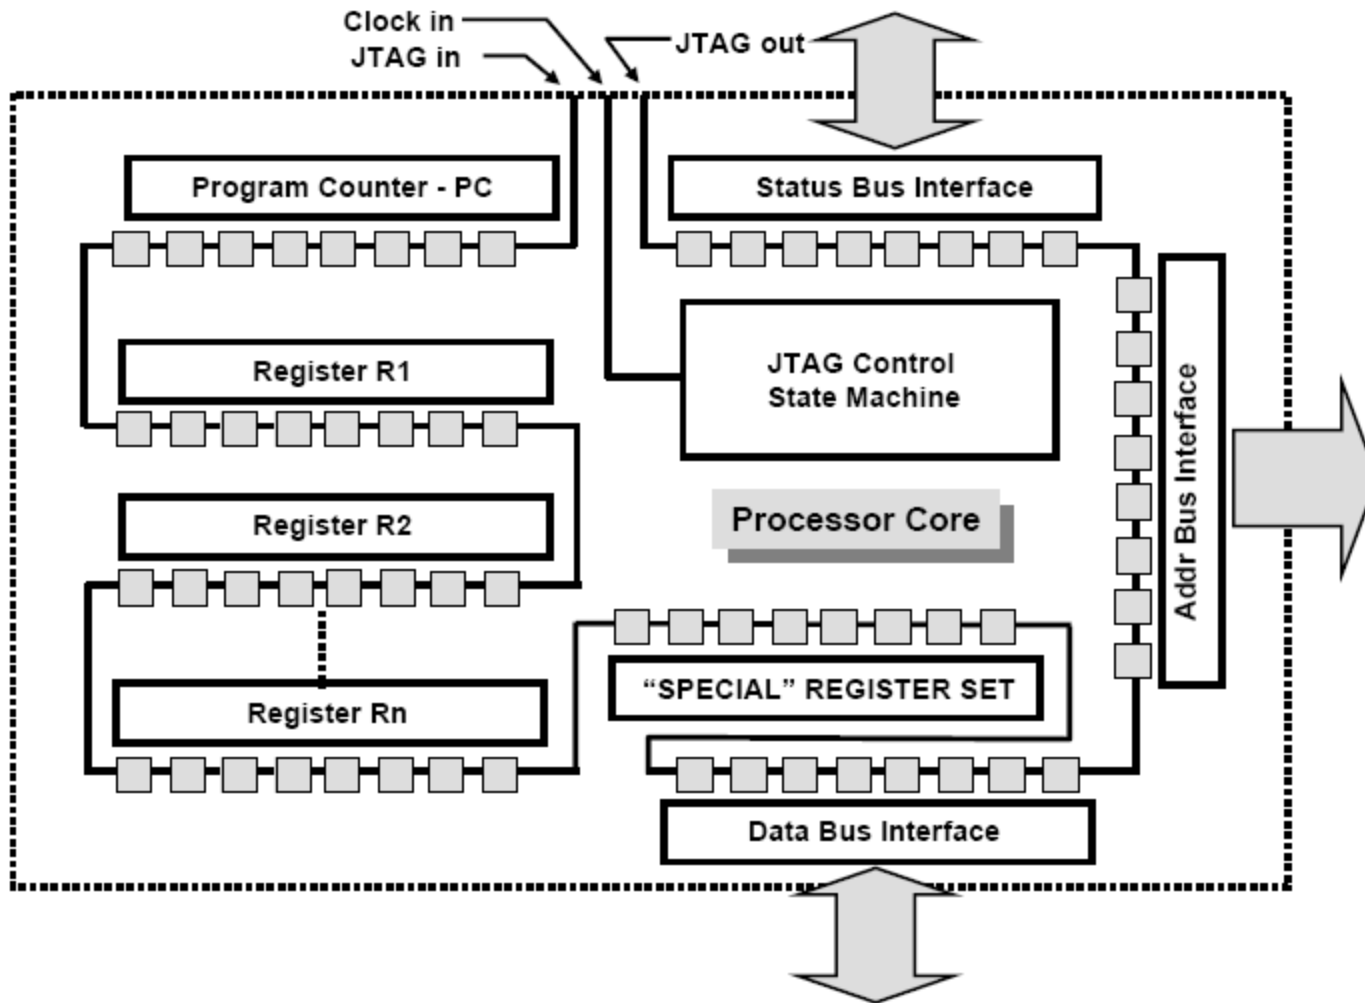 Clock in
JTAG in
JTAG out
Program Counter - PC
Status Bus Interface
Register R1
JTAG Control
State Machine
Addr Bus Interface
Register R2
Processor Core
"SPECIAL" REGISTER SET
Register Rn
Data Bus Interface